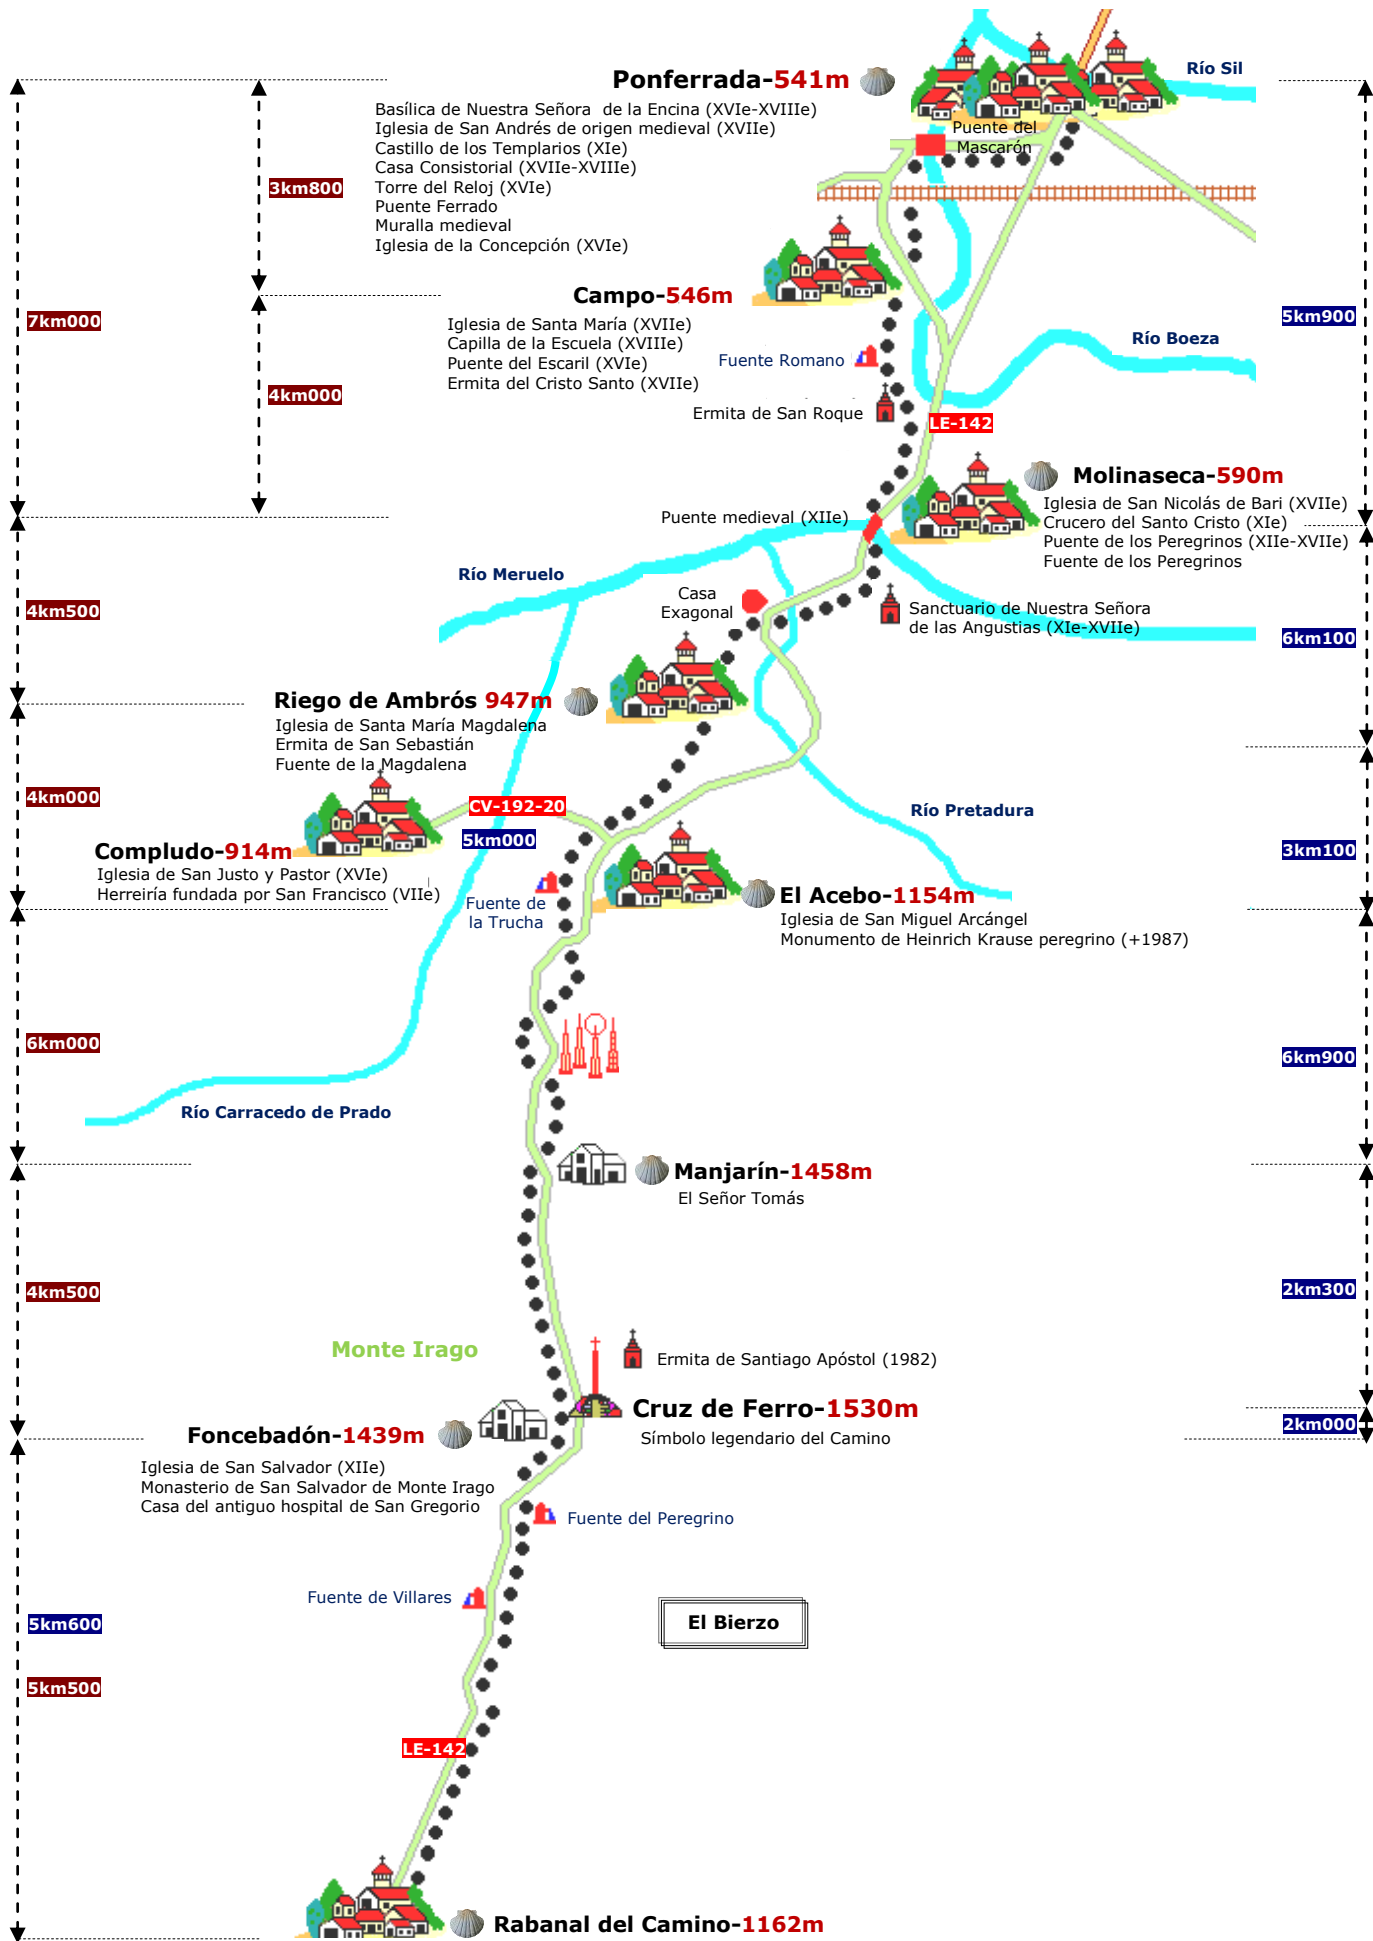 Ponferrada-541m
Río Sil
Basílica de Nuestra Señora de la Encina (XVIe-XVIIIe)
Iglesia de San Andrés de origen medieval (XVIIe)
Castillo de los Templarios (XIe)
Casa Consistorial (XVIIe-XVIIIe)
Torre del Reloj (XVIe)
Puente Ferrado
Muralla medieval
Iglesia de la Concepción (XVIe)
Puente del
Mascarón
3km800
Campo-546m
7km000
5km900
Iglesia de Santa María (XVIIe)
Capilla de la Escuela (XVIIIe)
Puente del Escaril (XVIe)
Ermita del Cristo Santo (XVIIe)
Río Boeza
Fuente Romano
4km000
Ermita de San Roque
LE-142
Molinaseca-590m
Iglesia de San Nicolás de Bari (XVIIe)
Crucero del Santo Cristo (XIe)
Puente de los Peregrinos (XIIe-XVIIe)
Fuente de los Peregrinos
Puente medieval (XIIe)
Río Meruelo
Casa
Exagonal
4km500
Sanctuario de Nuestra Señora
de las Angustias (XIe-XVIIe)
6km100
Riego de Ambrós 947m
Iglesia de Santa María Magdalena
Ermita de San Sebastián
Fuente de la Magdalena
4km000
CV-192-20
Río Pretadura
5km000
Compludo-914m
3km100
Iglesia de San Justo y Pastor (XVIe)
Herreiría fundada por San Francisco (VIIe)
Fuente de
la Trucha
El Acebo-1154m
Iglesia de San Miguel Arcángel
Monumento de Heinrich Krause peregrino (+1987)
6km000
6km900
Río Carracedo de Prado
Manjarín-1458m
El Señor Tomás
4km500
2km300
Monte Irago
Ermita de Santiago Apóstol (1982)
Cruz de Ferro-1530m
Símbolo legendario del Camino
2km000
Foncebadón-1439m
Iglesia de San Salvador (XIIe)
Monasterio de San Salvador de Monte Irago
Casa del antiguo hospital de San Gregorio
Fuente del Peregrino
Fuente de Villares
El Bierzo
5km600
5km500
LE-142
Rabanal del Camino-1162m